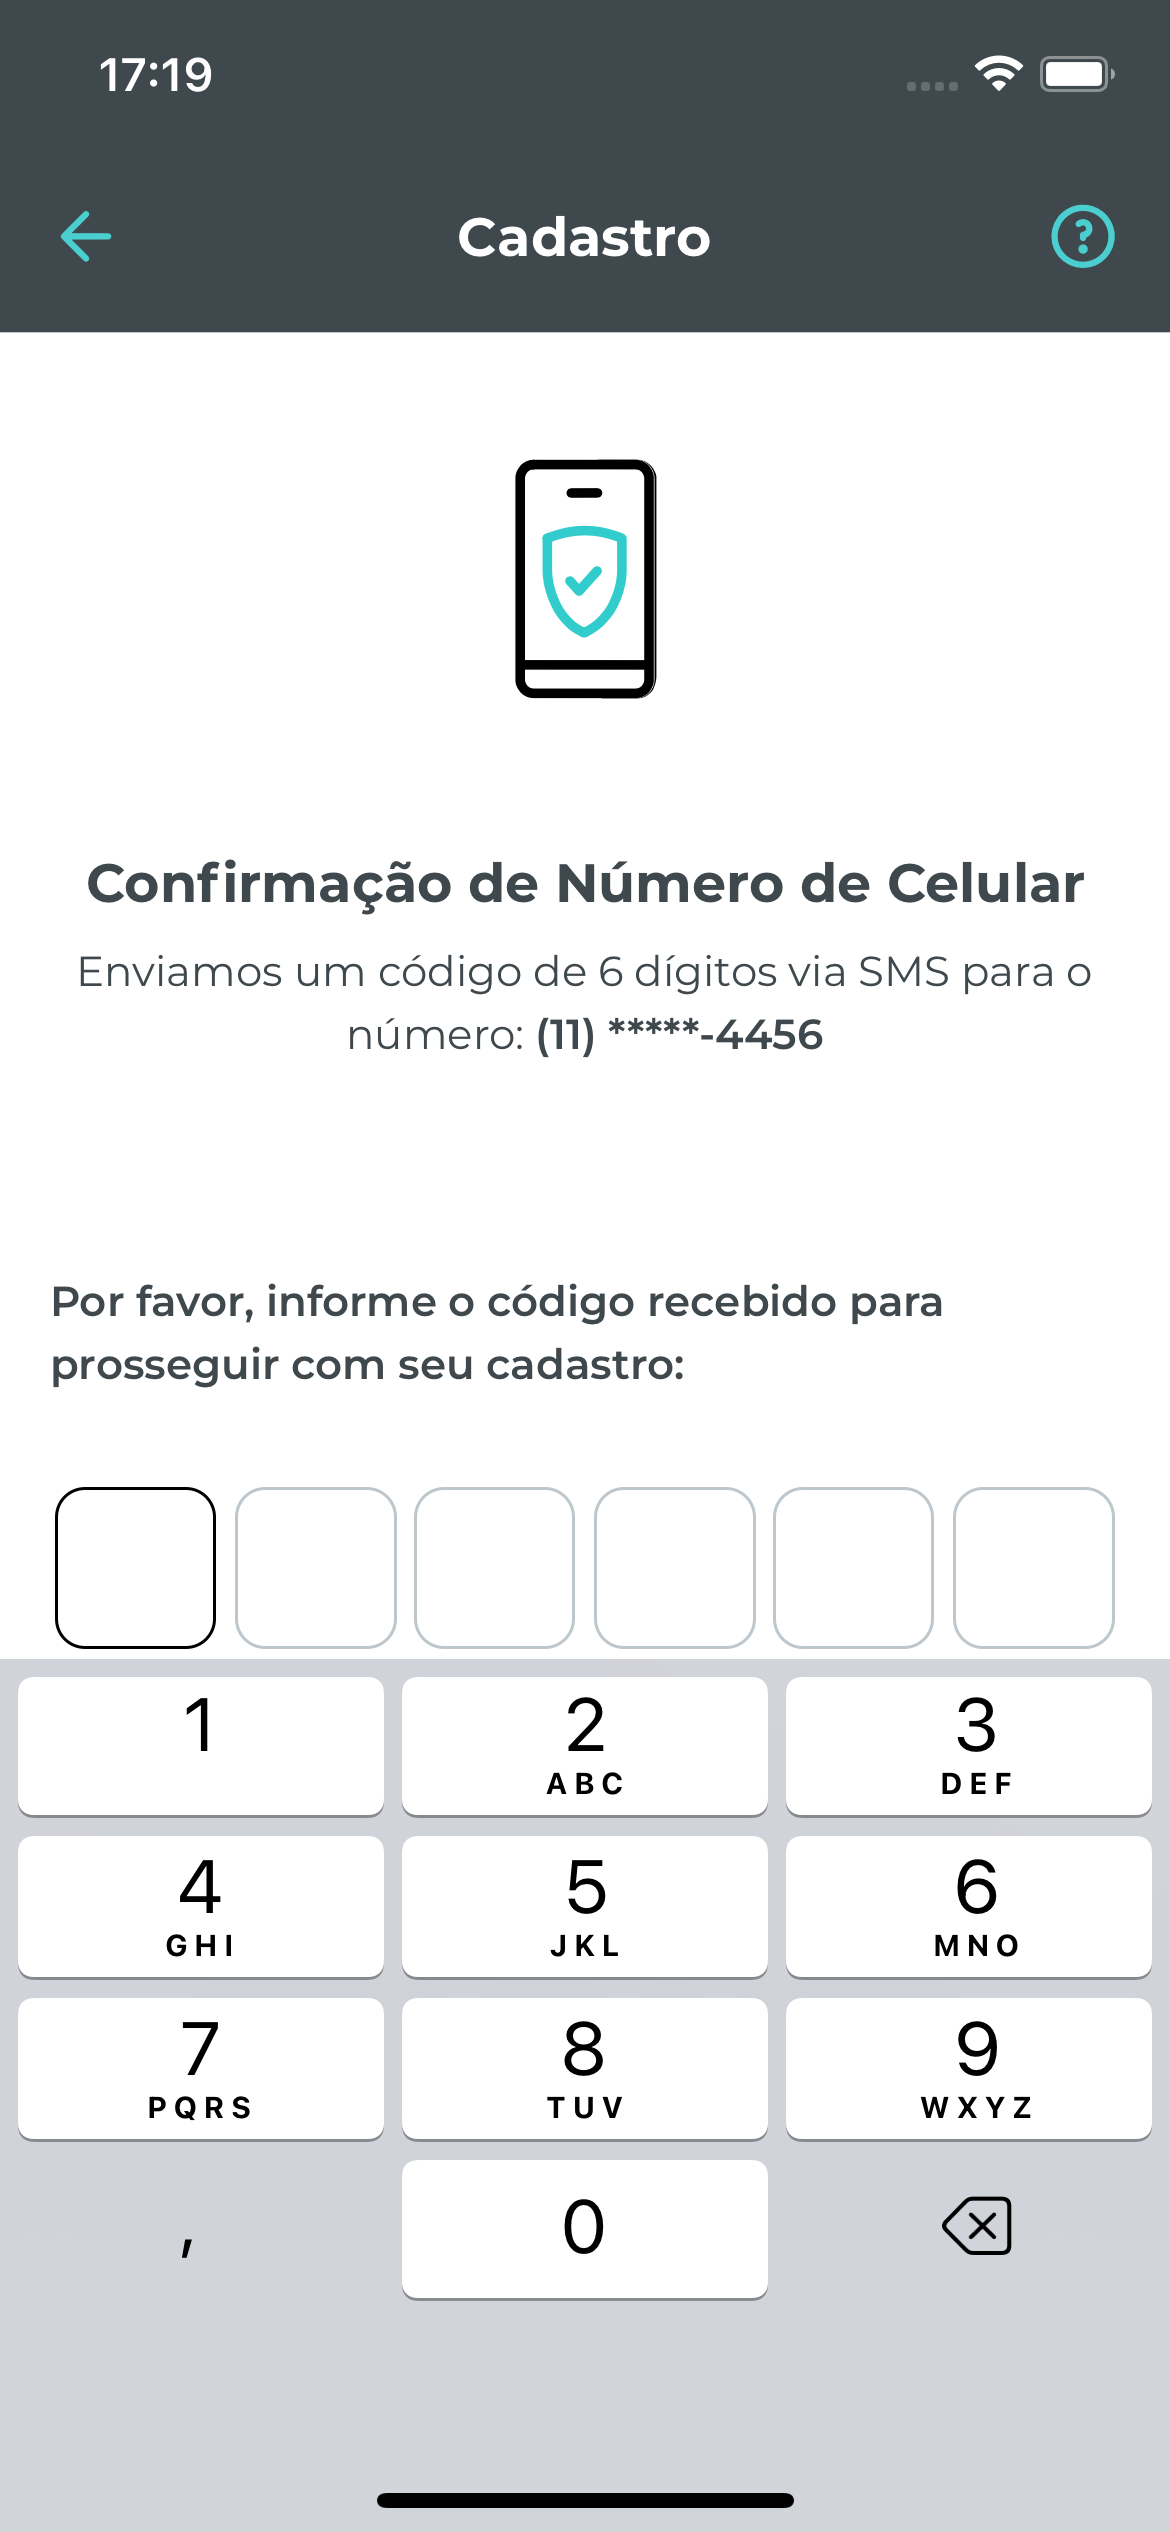 17:19
Cadastro
?
Confirmação de Número de Celular
Enviamos um código de 6 dígitos via SMS para o
número: (11) *****-4456
Por favor, informe o código recebido para
prosseguir com seu cadastro:
1
2
3
ABC
DEF
4
5
6
GHI
JKL
MNO
7
8
9
PQRS
TUV
WXYZ
,
0